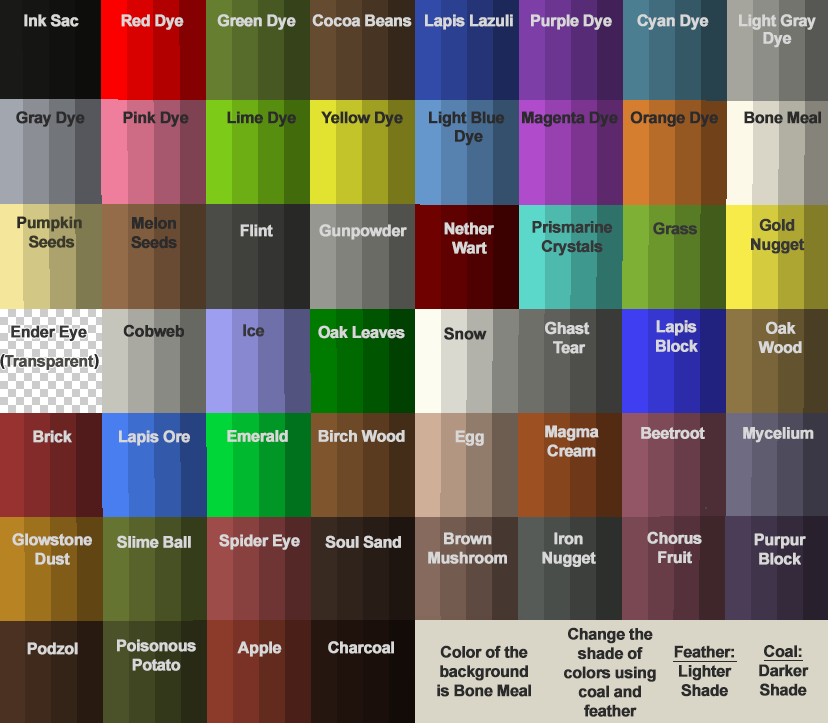 Ink Sac
Red Dye
Green Dye
Cocoa Beans
Lapis Lazuli
Purple Dye
Cyan Dye
Light Gray
Dye
Gray Dye
Pink Dye
Lime Dye
Yellow Dye
Light Blue
Dye
Magenta Dye
Orange Dye
Bone Meal
Pumpkin
Seeds
Melon
Seeds
Flint
Gunpowder
Nether
Wart
Prismarine
Crystals
Grass
Gold
Nugget
Ender Eye
(Transparent)
Cobweb
Ice
Oak Leaves
Snow
Ghast
Tear
Lapis
Block
Oak
Wood
Brick
Lapis Ore
Emerald
Birch Wood
Egg
Magma
Cream
Beetroot
Mycelium
Glowstone
Dust
Slime Ball
Spider Eye
Soul Sand
Brown
Mushroom
Iron
Nugget
Chorus
Fruit
Purpur
Block
Podzol
Poisonous
Potato
Apple
Charcoal
Color of the
background
is Bone Meal
Change the
shade of
colors using
coal and
feather
Feather:
Lighter
Shade
Coal:
Darker
Shade